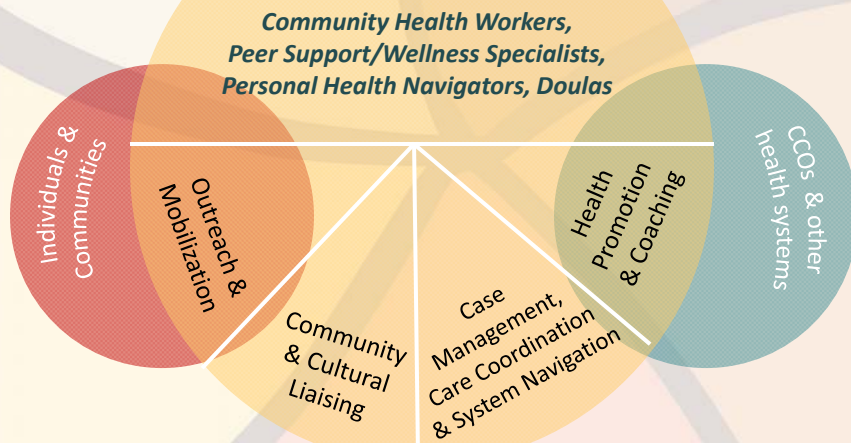 Community Health Workers,
Peer Support/Wellness Specialists,
Personal Health Navigators, Doulas
Individuals &
Communities
Outreach &
Mobilization
Community
& Cultural
Liaising
Case
Management,
Care Coordination
& System Navigation
Health
Promotion
& Coaching
CCOs & other
health systems